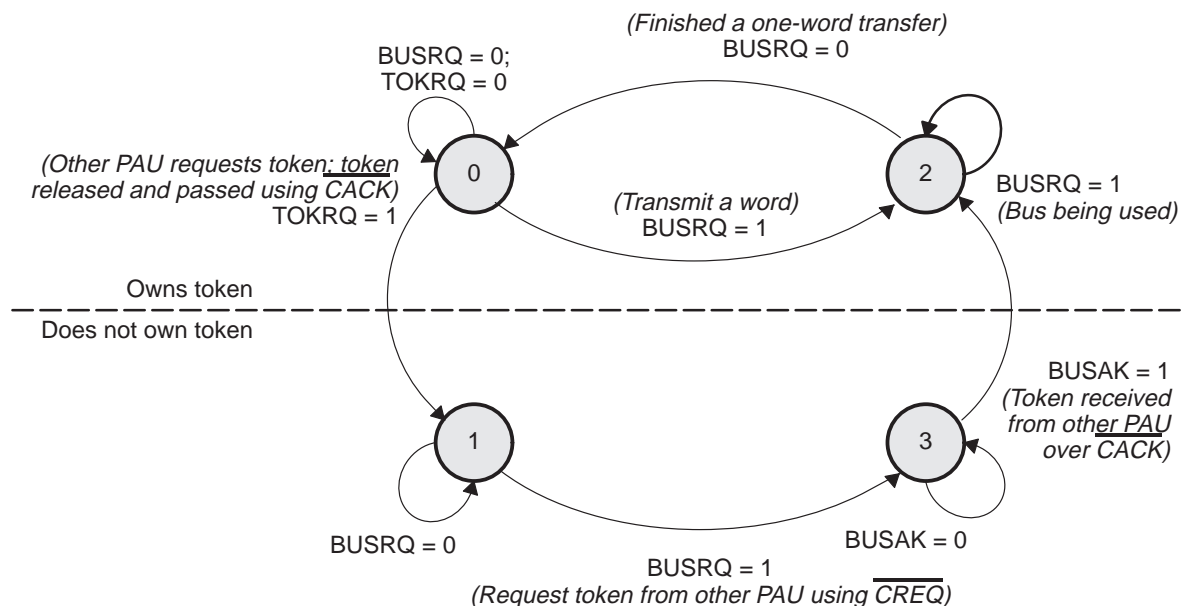 (Finished a one-word transfer)
BUSRQ = 0
BUSRQ = 0;
TOKRQ = 0
(Other PAU requests token; token
released and passed using CACK)
TOKRQ = 1
0
2
BUSRQ = 1
(Bus being used)
(Transmit a word)
BUSRQ = 1
Owns token
Does not own token
BUSAK = 1
(Token received
from other PAU
over CACK)
1
3
BUSRQ = 0
BUSAK = 0
BUSRQ = 1
(Request token from other PAU using CREQ)